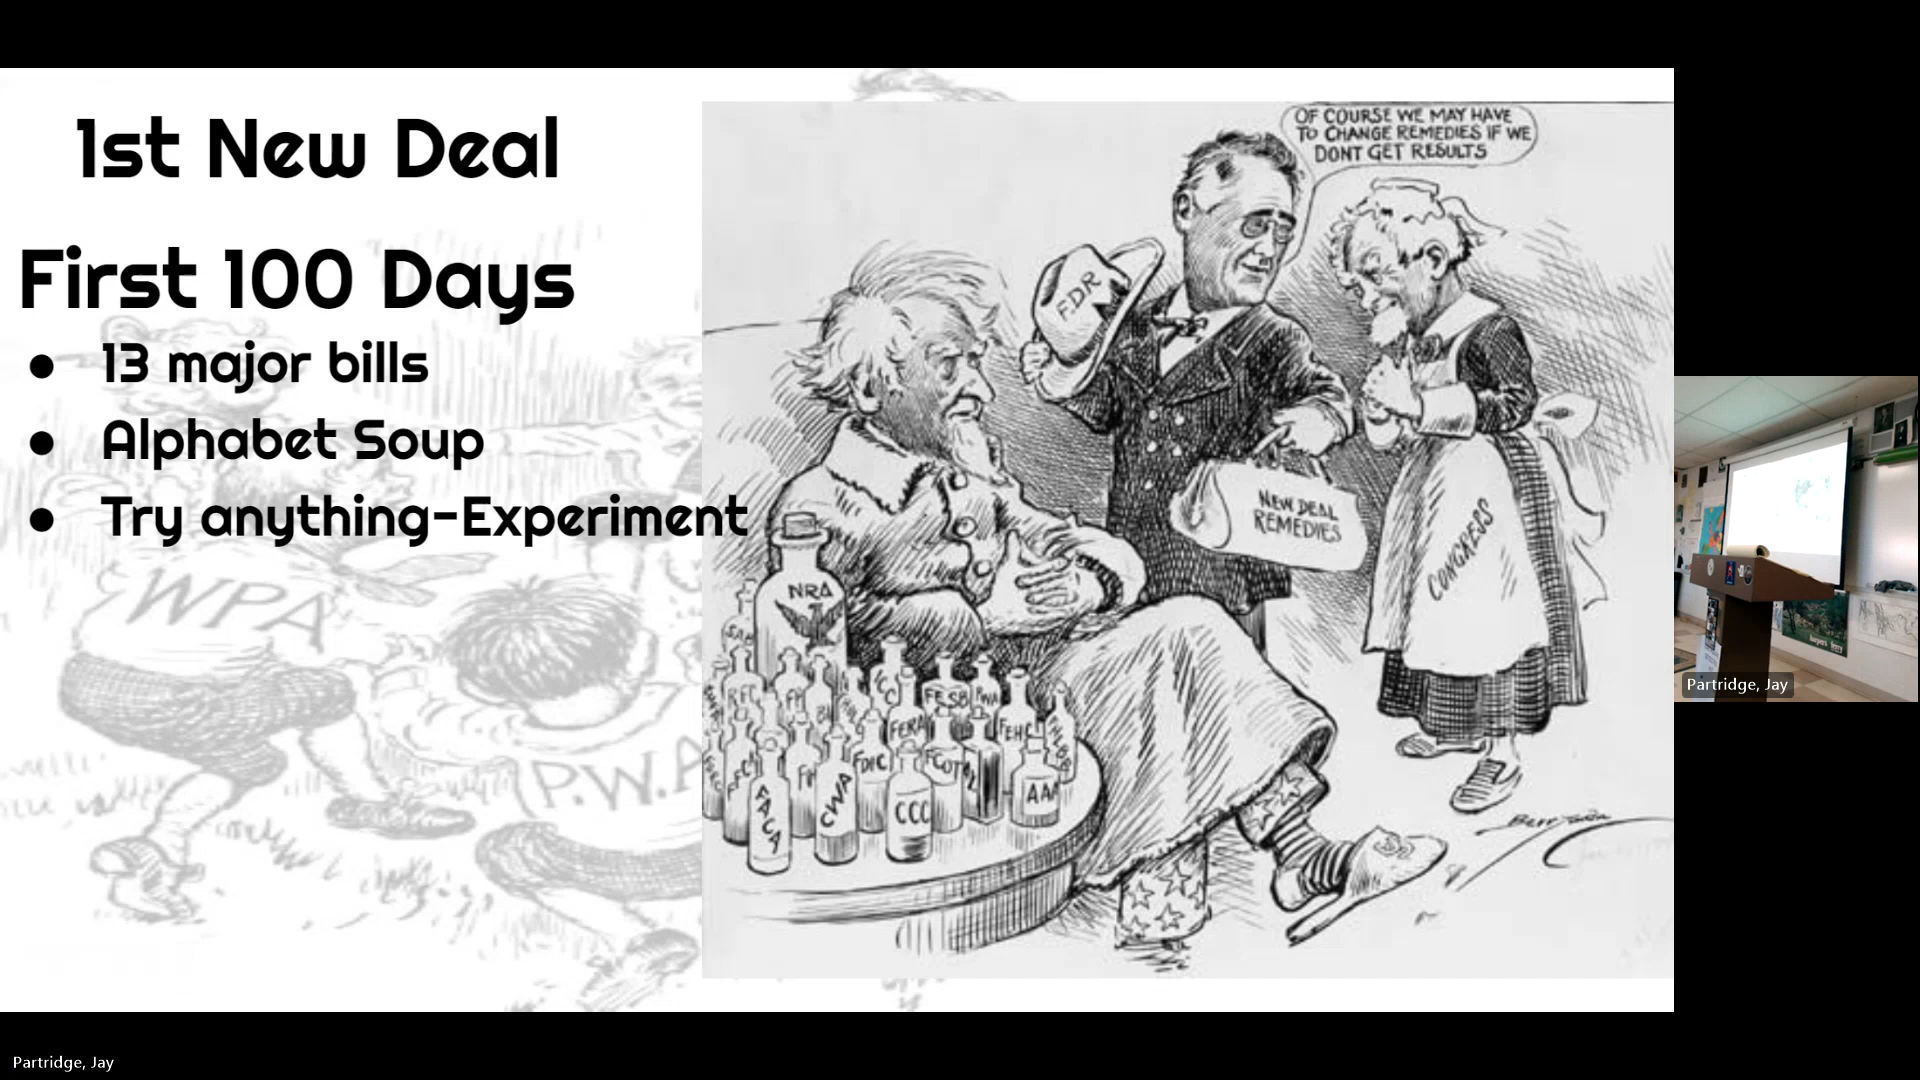 1st New Deal
First 100 Days
● 13 major bills
● Alphabet Soup
● Try anything-Experiment
OF COURSE WE MAY HAVE
TO CHANGE REMEDIES IF WE
DONT GET RESULTS
F.D.R.
NEW DEAL
REMEDIES
CONGRESS
NRA
RFC
FESB
PWA
FERA
FEHC
FDIC
CWA
CCC
AAA
WPA
P.W.A
Partridge, Jay
Partridge, Jay